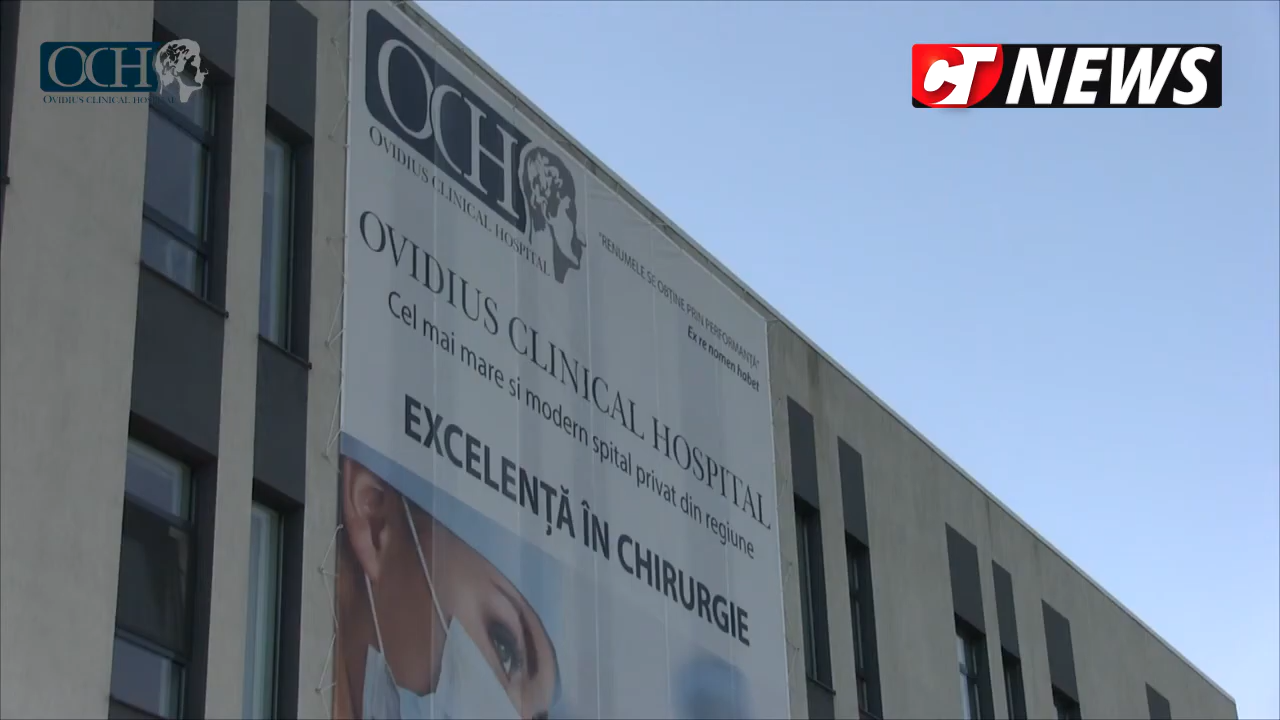 OCH
OVIDIUS CLINICAL HOSPITAL
CT NEWS
OCH
OVIDIUS CLINICAL HOSPITAL
"RENUMELE SE OBȚINE PRIN PERFORMANȚĂ"
Ex re nomen habet
OVIDIUS CLINICAL HOSPITAL
Cel mai mare si modern spital privat din regiune
EXCELENȚĂ ÎN CHIRURGIE